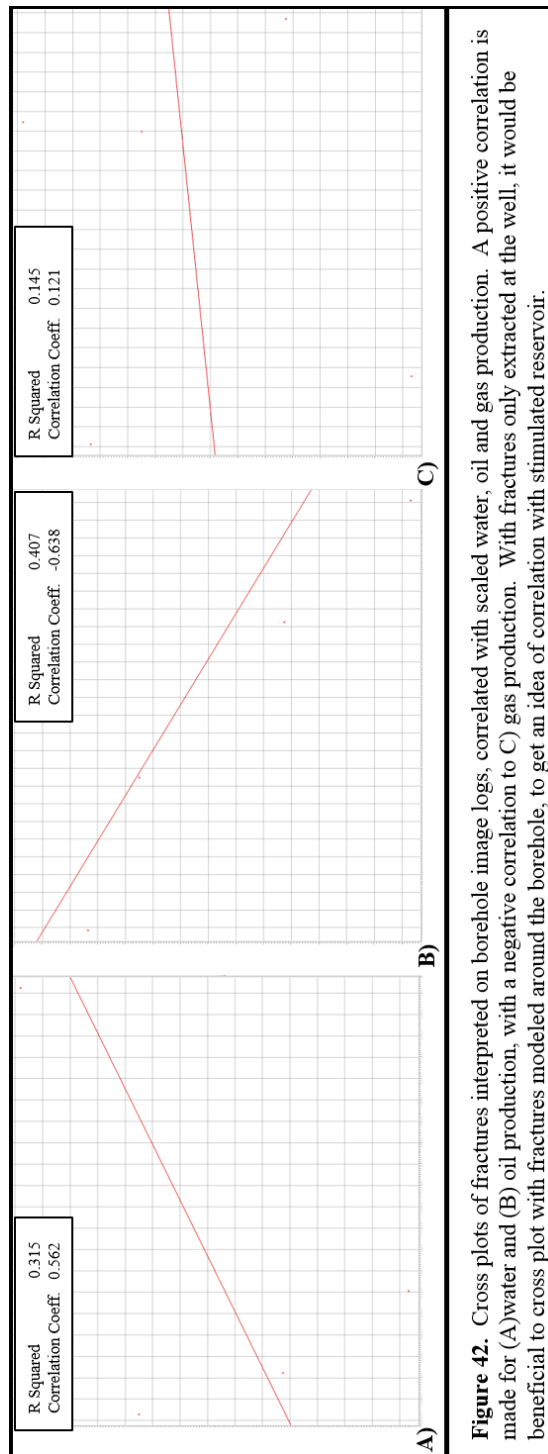 R Squared 0.315
Correlation Coeff. 0.562
A)
R Squared 0.407
Correlation Coeff. -0.638
B)
R Squared 0.145
Correlation Coeff. 0.121
C)
Figure 42. Cross plots of fractures interpreted on borehole image logs, correlated with scaled water, oil and gas production. A positive correlation is
made for (A)water and (B) oil production, with a negative correlation to C) gas production. With fractures only extracted at the well, it would be
beneficial to cross plot with fractures modeled around the borehole, to get an idea of correlation with stimulated reservoir.